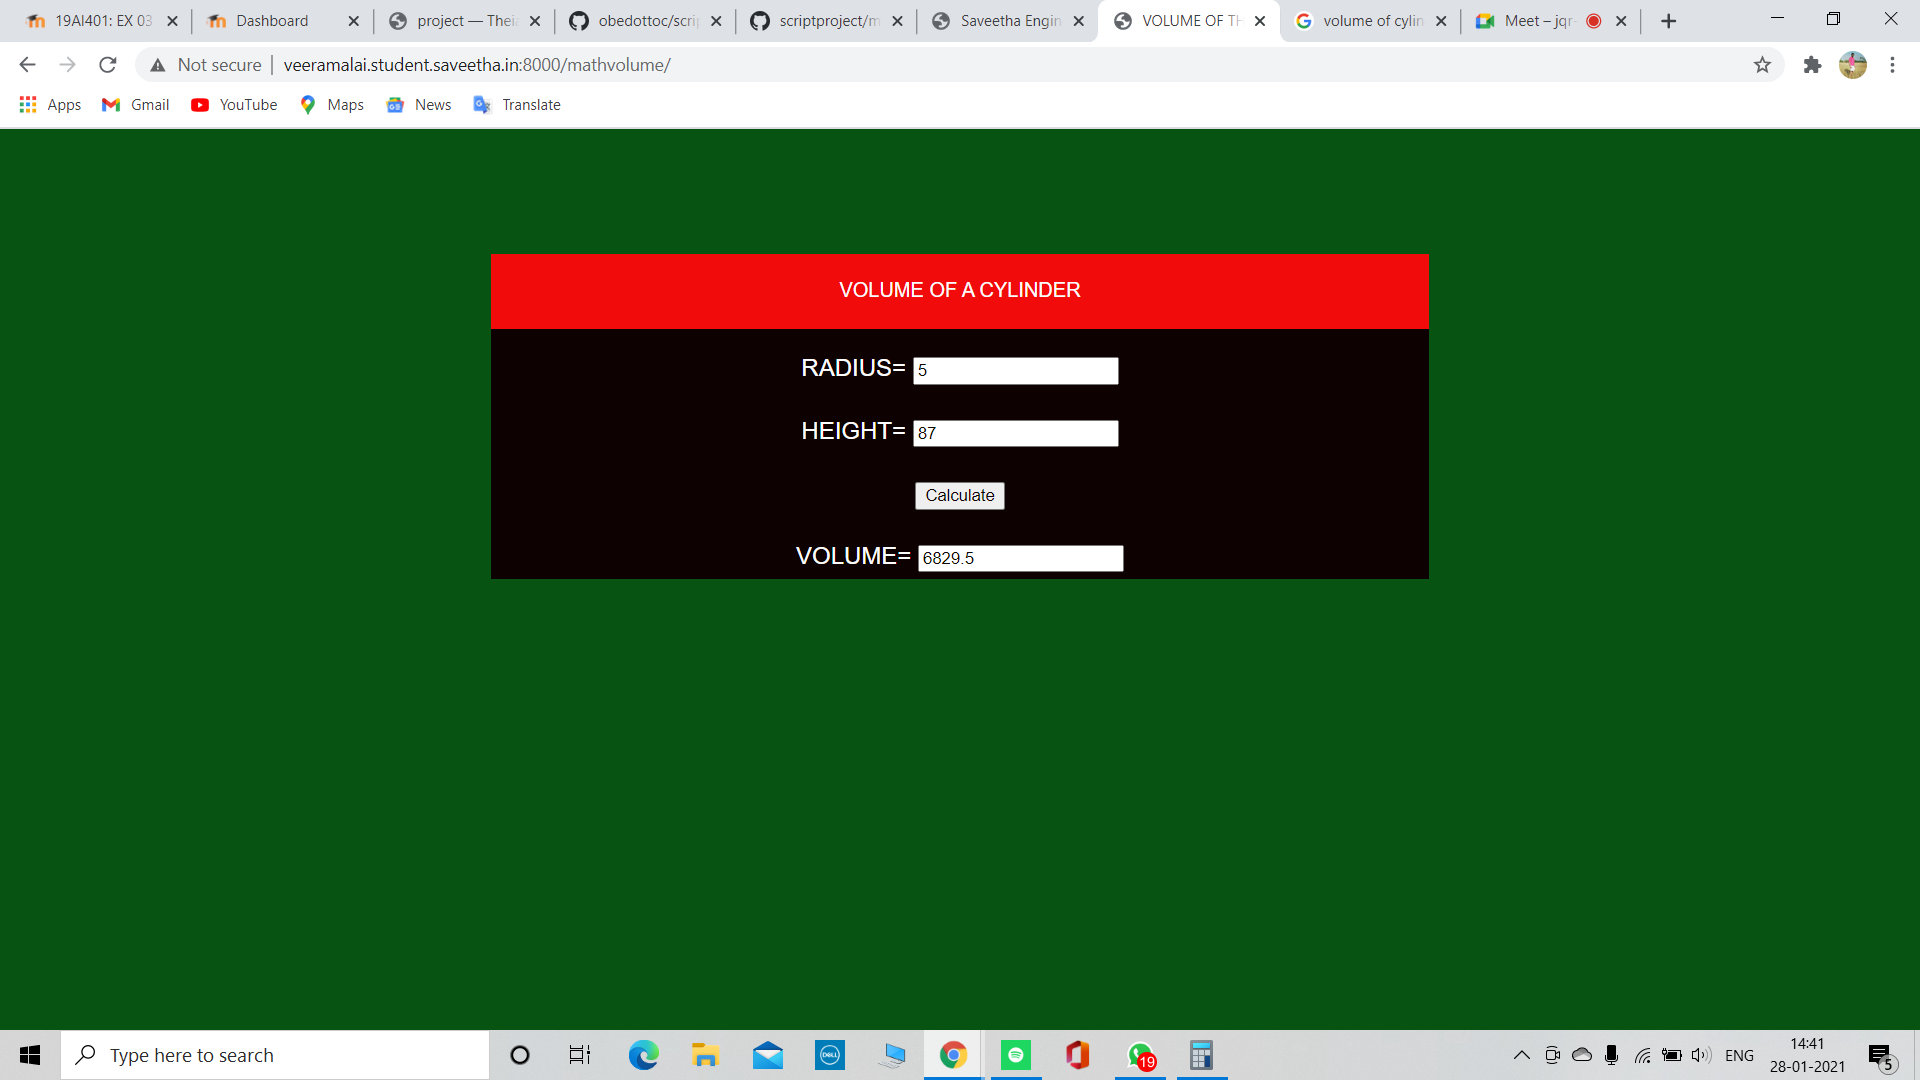 19AI401: EX 03
Dashboard
project — Thei
obedottoc/scri
scriptproject/m
Saveetha Engin
VOLUME OF TH
volume of cylin
Meet – jqr-
Not secure
veeramalai.student.saveetha.in:8000/mathvolume/
Apps
Gmail
YouTube
Maps
News
Translate
VOLUME OF A CYLINDER
RADIUS= 5
HEIGHT= 87
Calculate
VOLUME= 6829.5
Type here to search
DELL
19
ENG
14:41
28-01-2021
5